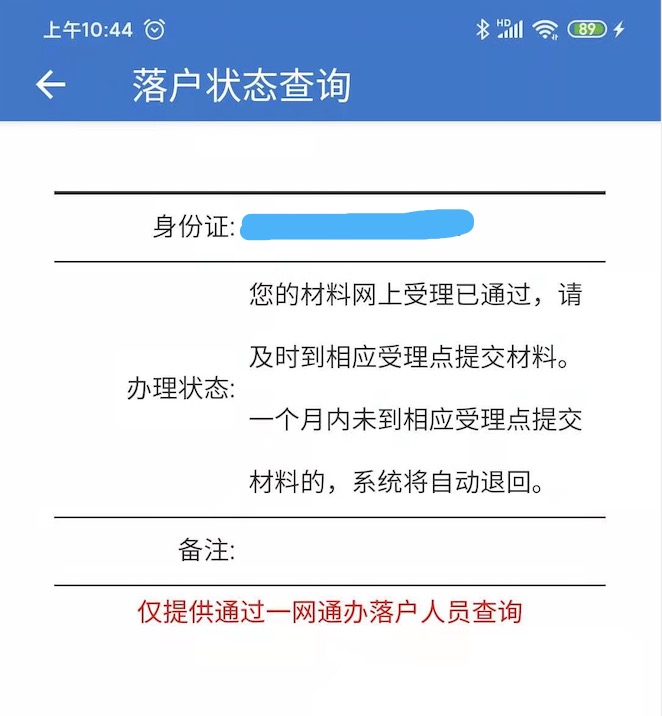 上午10:44
HD
89
落户状态查询
身份证:
您的材料网上受理已通过，请
及时到相应受理点提交材料。
办理状态:
一个月内未到相应受理点提交
材料的，系统将自动退回。
备注:
仅提供通过一网通办落户人员查询